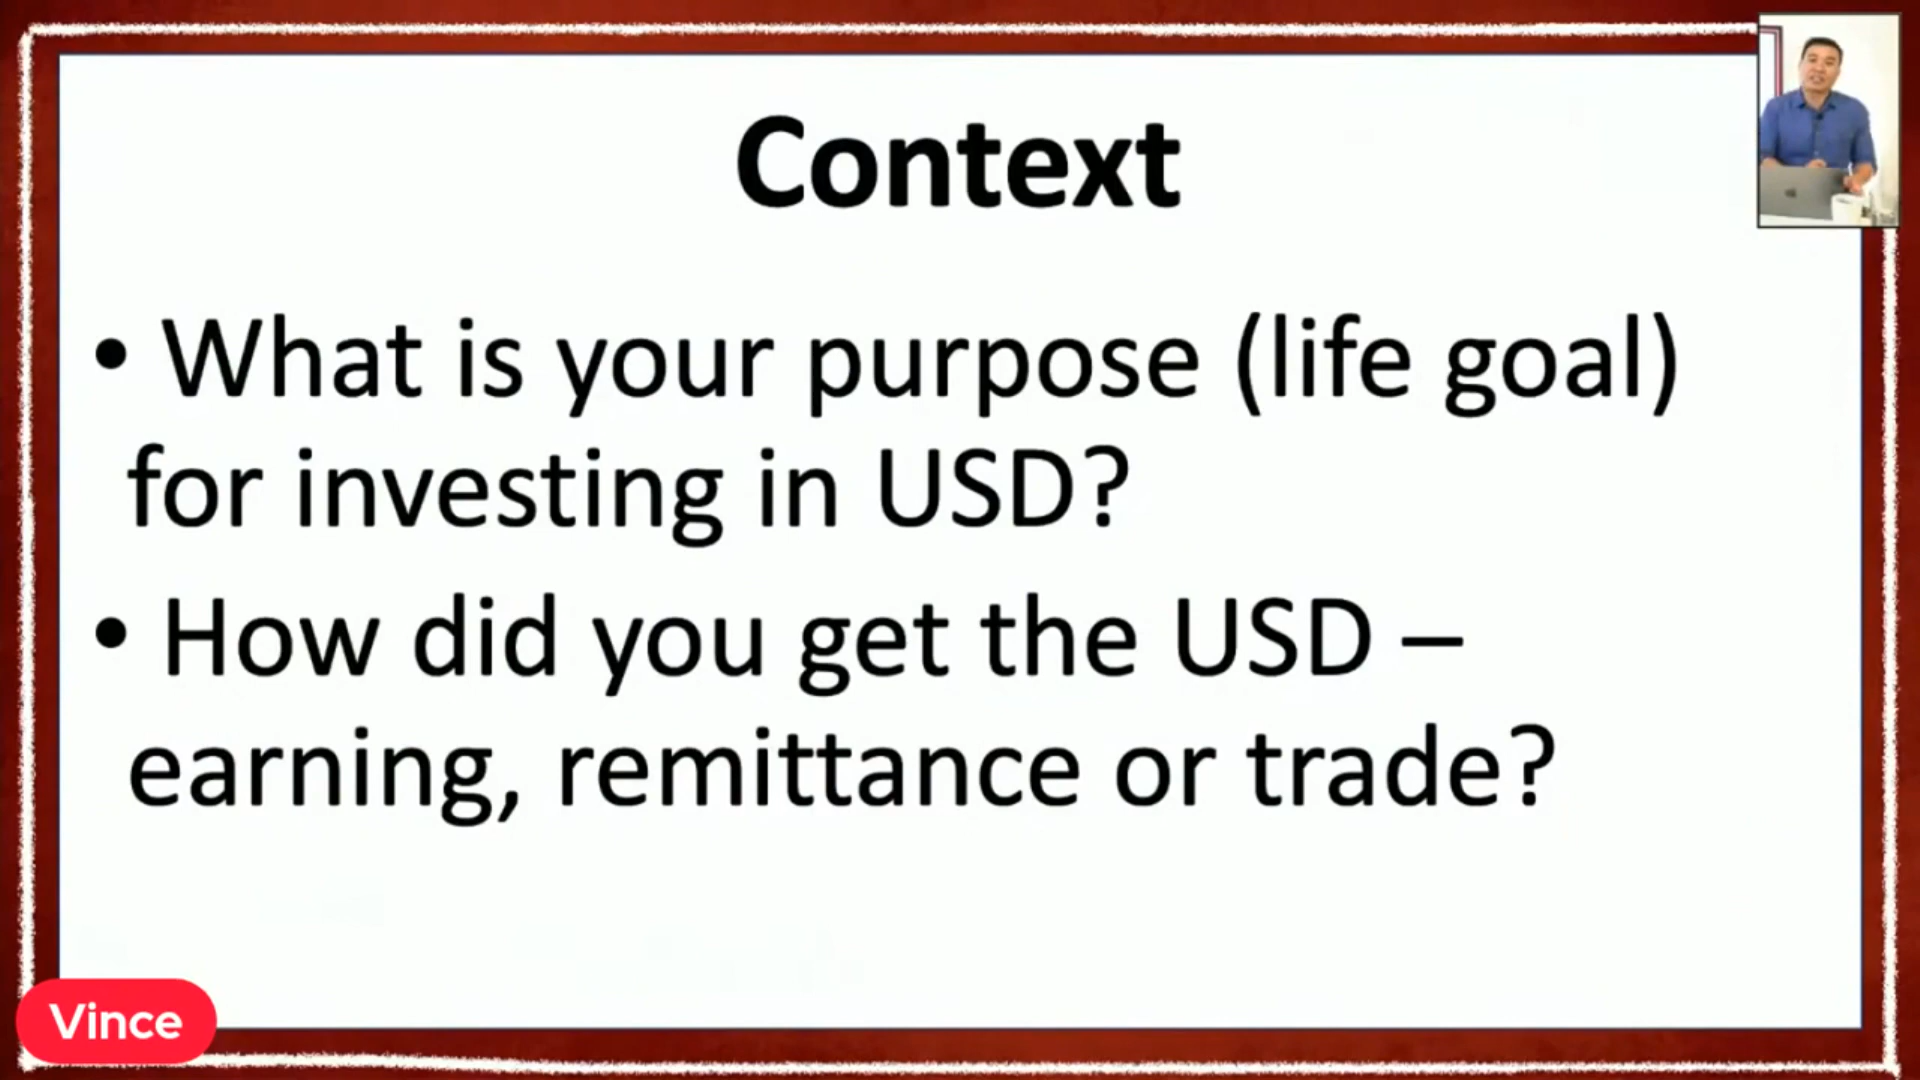 Context
• What is your purpose (life goal)
for investing in USD?
• How did you get the USD –
earning, remittance or trade?
Vince